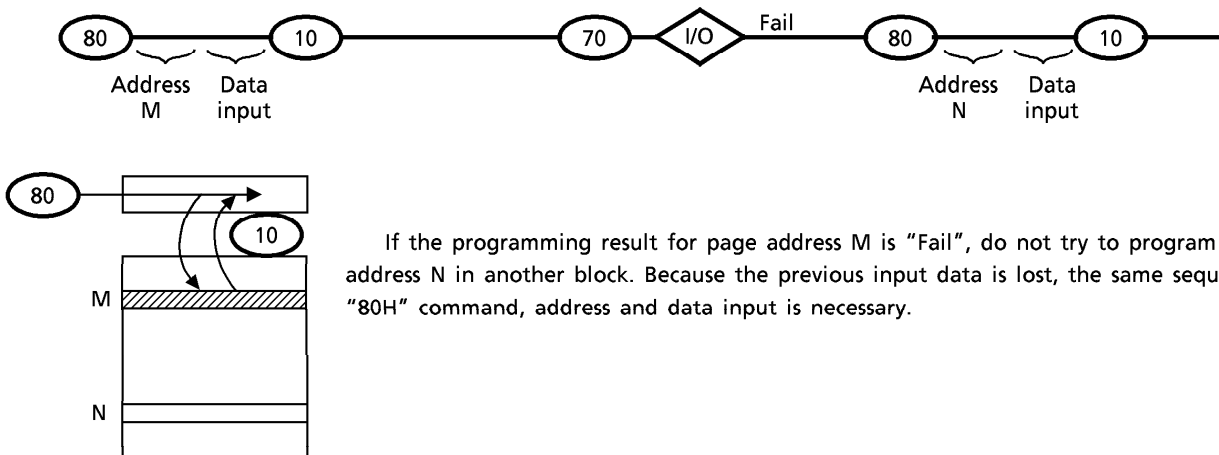 80 10 70 I/O Fail 80 10
Address Data Address Data
M input N input
80
10
If the programming result for page address M is "Fail", do not try to program
address N in another block. Because the previous input data is lost, the same sequ
"80H" command, address and data input is necessary.
M
N